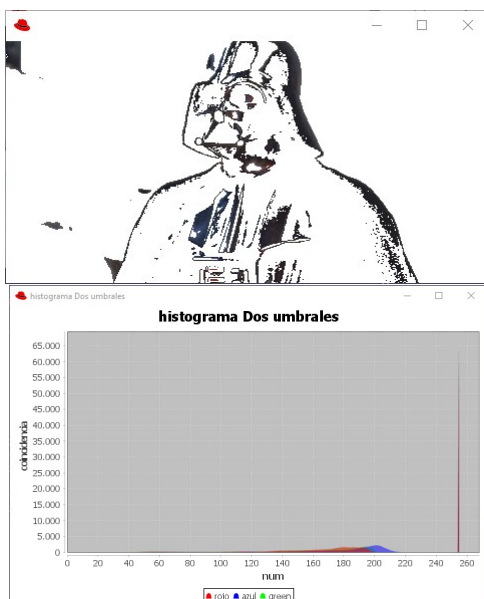 histograma Dos umbrales
histograma Dos umbrales
65.000
60.000
55.000
50.000
45.000
40.000
35.000
30.000
25.000
20.000
15.000
10.000
5.000
0
coincidencia
0 20 40 60 80 100 120 140 160 180 200 220 240 260
num
rojo azul green